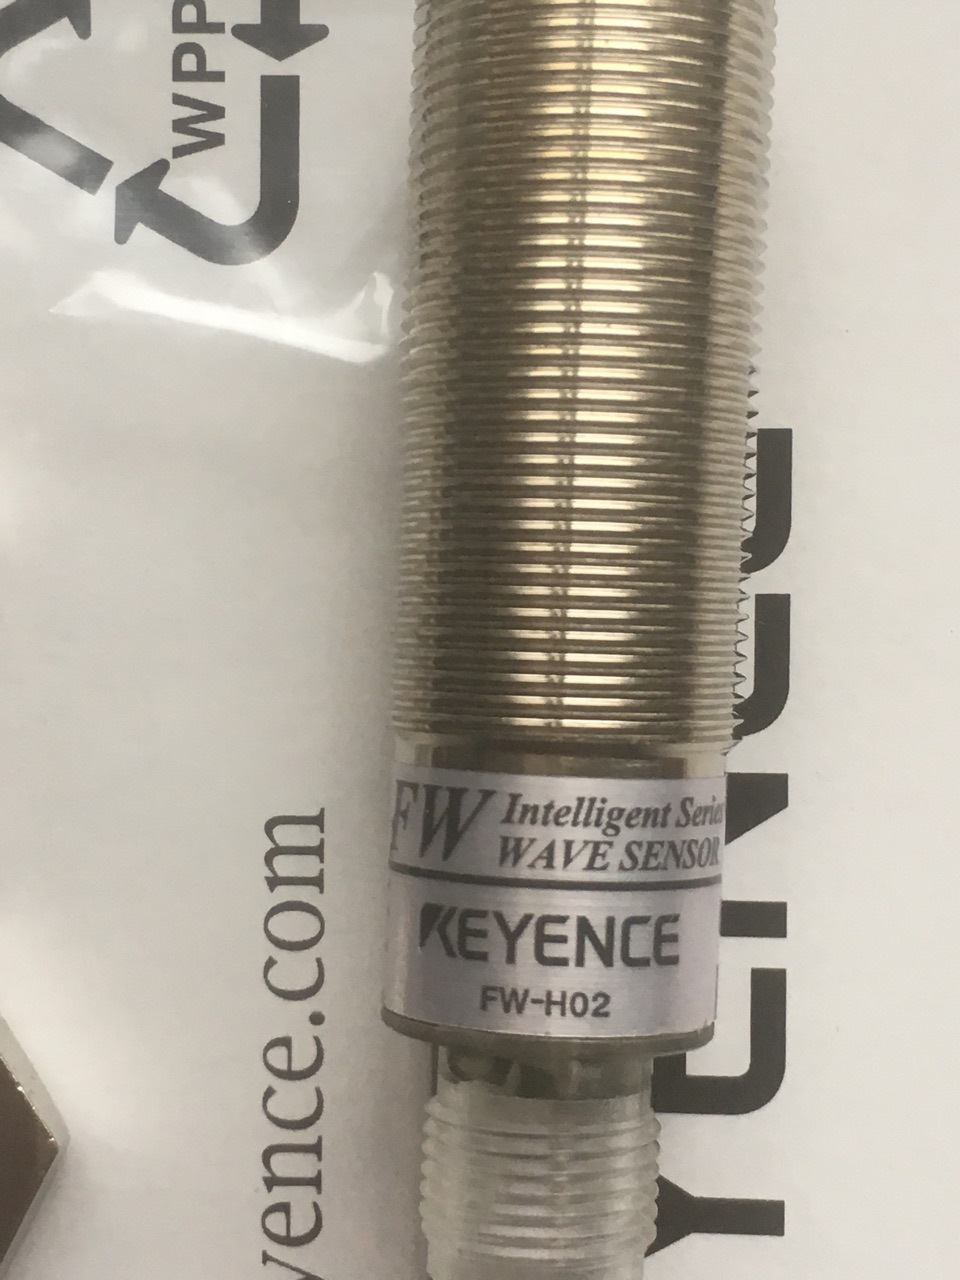 WPP
FW Intelligent Series
WAVE SENSOR
KEYENCE
FW-H02
yence.com